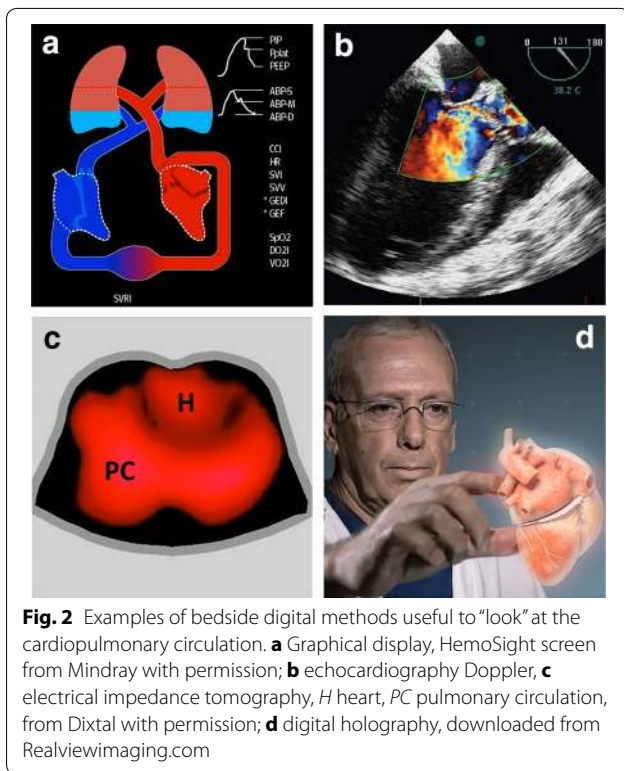 a
PIP
Pplat
PEEP
ABP-S
ABP-M
ABP-D
CCI
HR
SVI
SVV
* GEDI
* GEF
SpO2
DO2I
VO2I
SVRI
b
0 131 180
38.2 C
c
H
PC
d
Fig. 2 Examples of bedside digital methods useful to “look” at the
cardiopulmonary circulation. a Graphical display, HemoSight screen
from Mindray with permission; b echocardiography Doppler, c
electrical impedance tomography, H heart, PC pulmonary circulation,
from Dixtal with permission; d digital holography, downloaded from
Realviewimaging.com